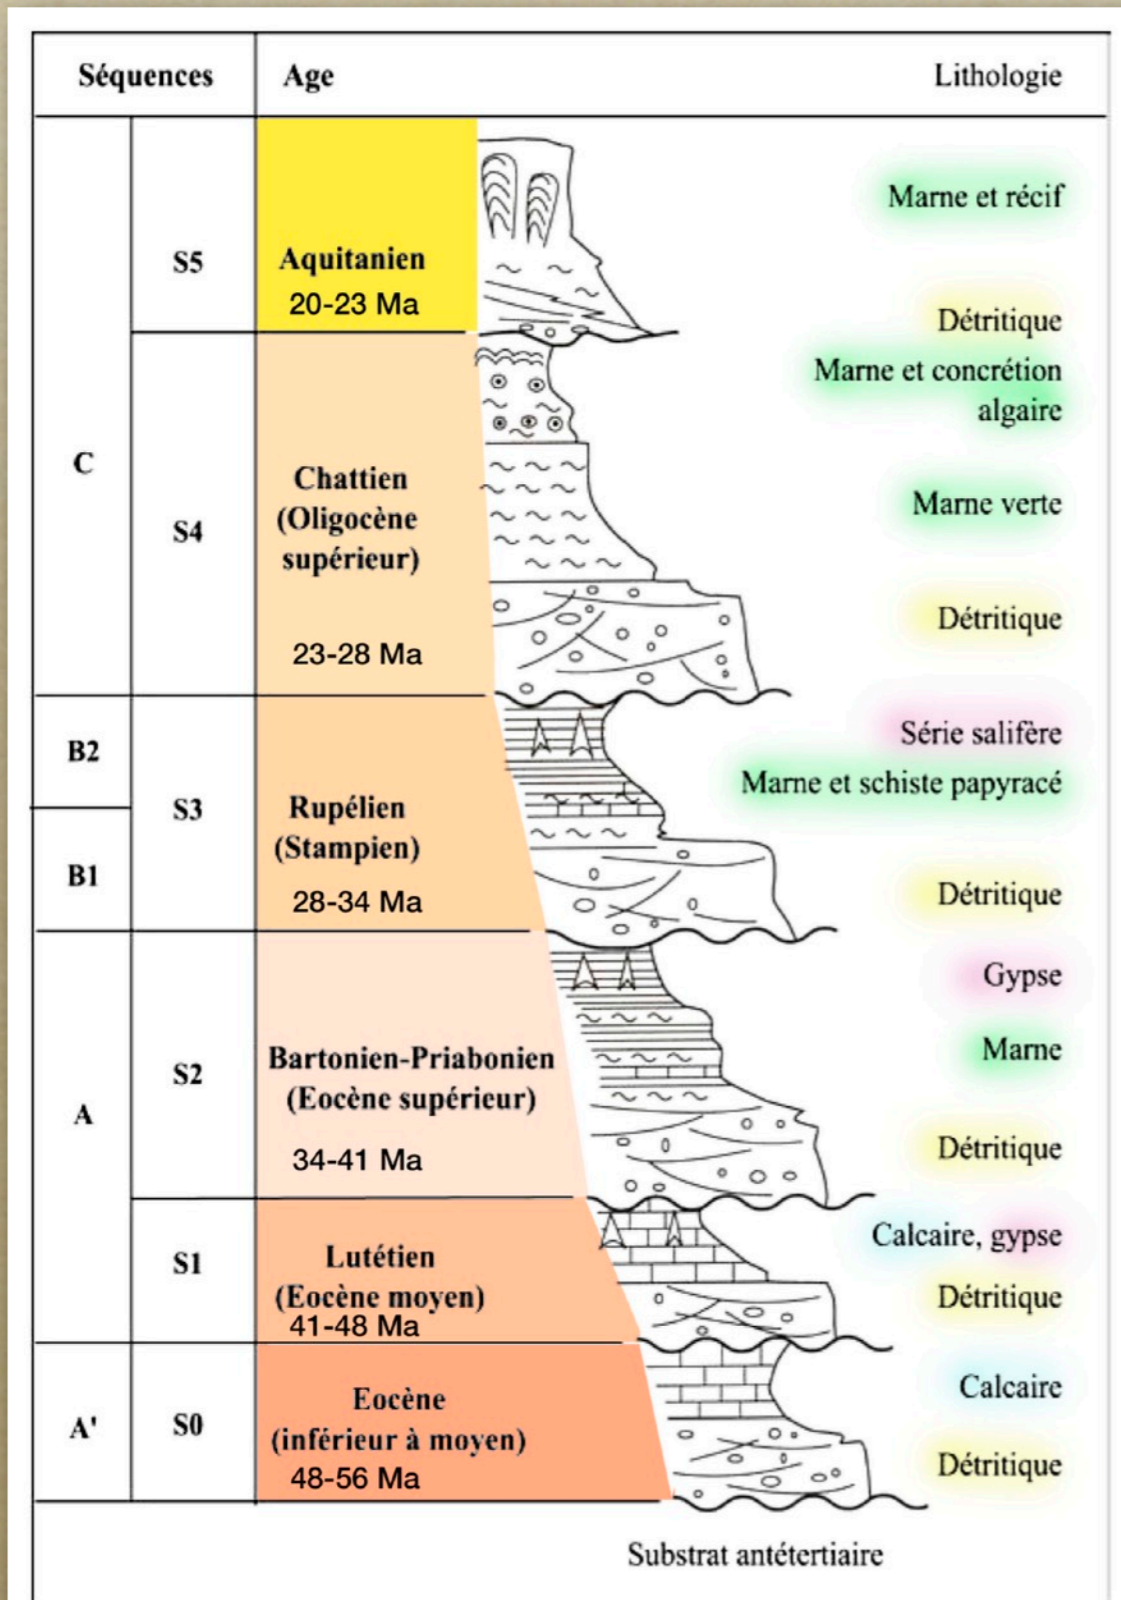 Séquences
Age
Lithologie
C
S5
Aquitanien
20-23 Ma
Marne et récif
Détritique
S4
Chattien
(Oligocène
supérieur)
23-28 Ma
Marne et concrétion
algaire
Marne verte
Détritique
B2
B1
S3
Rupélien
(Stampien)
28-34 Ma
Série salifère
Marne et schiste papyracé
Détritique
A
S2
Bartonien-Priabonien
(Eocène supérieur)
34-41 Ma
Gypse
Marne
Détritique
S1
Lutétien
(Eocène moyen)
41-48 Ma
Calcaire, gypse
Détritique
A'
S0
Eocène
(inférieur à moyen)
48-56 Ma
Calcaire
Détritique
Substrat antétertiaire